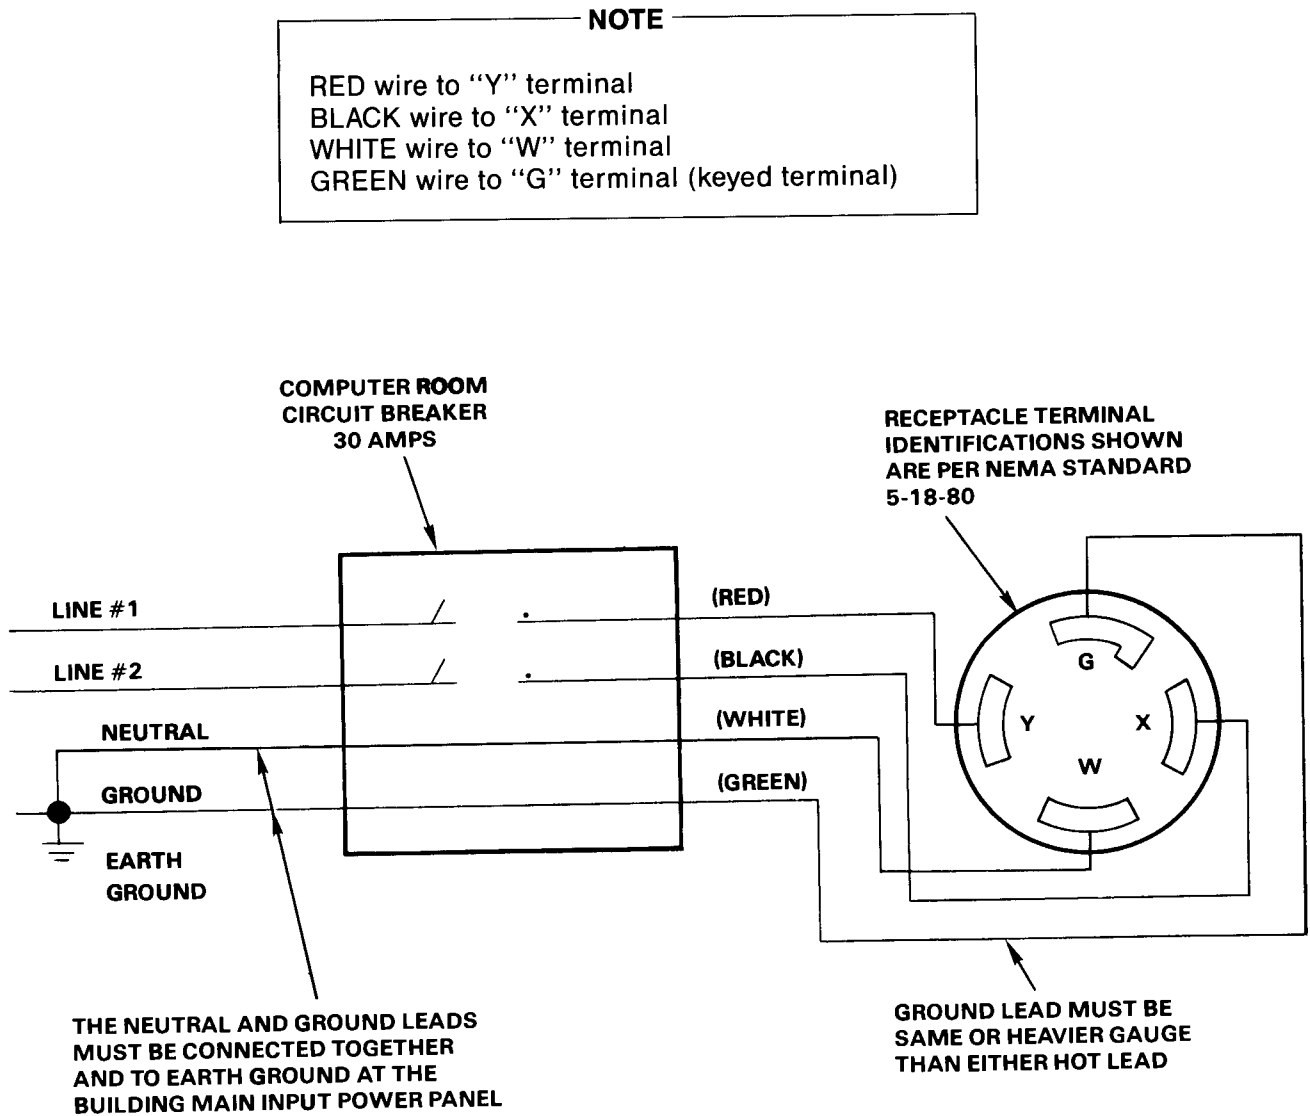 NOTE
RED wire to “Y” terminal
BLACK wire to “X” terminal
WHITE wire to “W” terminal
GREEN wire to “G” terminal (keyed terminal)
COMPUTER ROOM
CIRCUIT BREAKER
30 AMPS
RECEPTACLE TERMINAL
IDENTIFICATIONS SHOWN
ARE PER NEMA STANDARD
5-18-80
LINE #1
(RED)
LINE #2
(BLACK)
NEUTRAL
(WHITE)
GROUND
(GREEN)
EARTH
GROUND
G
Y
X
W
THE NEUTRAL AND GROUND LEADS
MUST BE CONNECTED TOGETHER
AND TO EARTH GROUND AT THE
BUILDING MAIN INPUT POWER PANEL
GROUND LEAD MUST BE
SAME OR HEAVIER GAUGE
THAN EITHER HOT LEAD